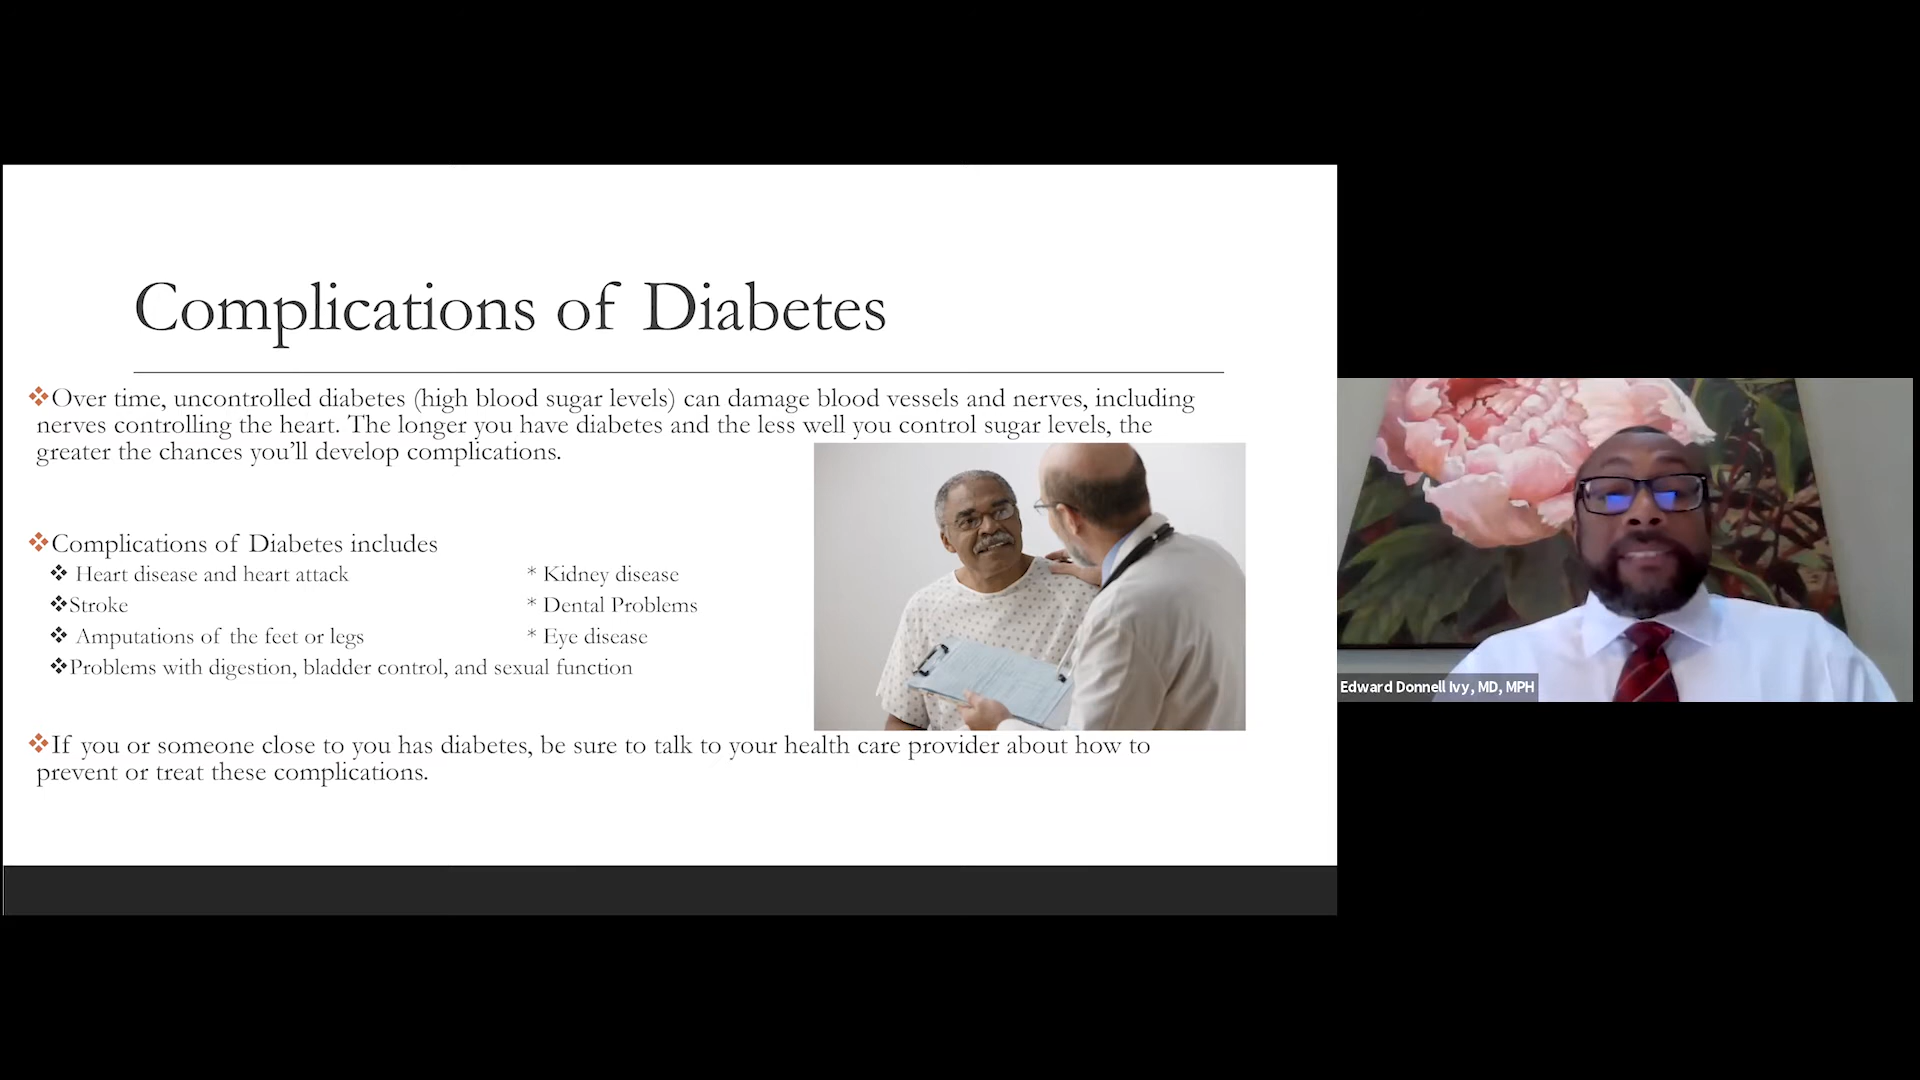 Complications of Diabetes
❖Over time, uncontrolled diabetes (high blood sugar levels) can damage blood vessels and nerves, including
nerves controlling the heart. The longer you have diabetes and the less well you control sugar levels, the
greater the chances you’ll develop complications.
❖Complications of Diabetes includes
❖ Heart disease and heart attack * Kidney disease
❖Stroke * Dental Problems
❖ Amputations of the feet or legs * Eye disease
❖Problems with digestion, bladder control, and sexual function
❖If you or someone close to you has diabetes, be sure to talk to your health care provider about how to
prevent or treat these complications.
Edward Donnell Ivy, MD, MPH